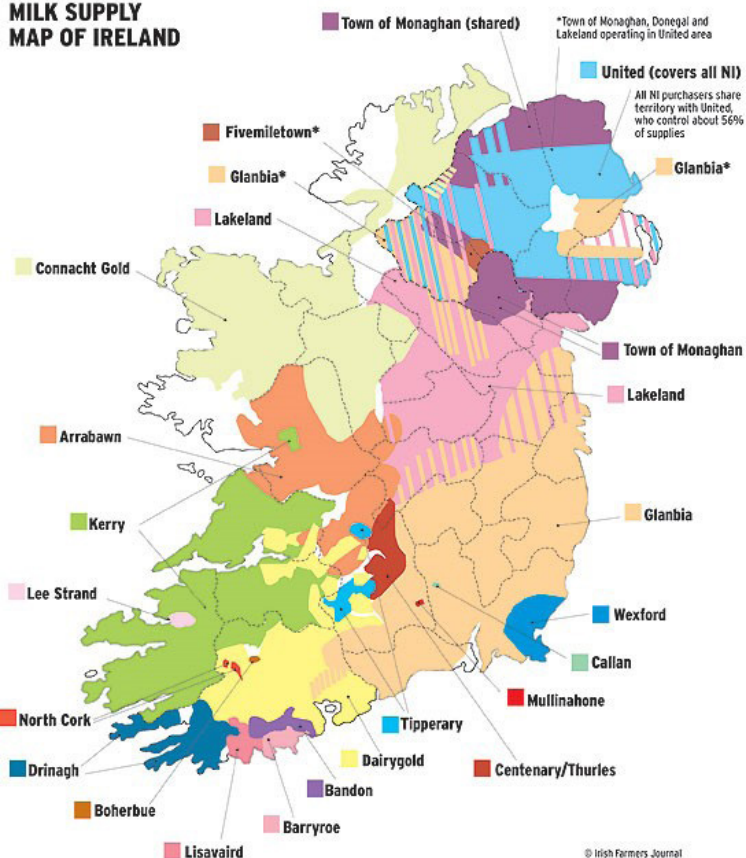 MILK SUPPLY
MAP OF IRELAND
Town of Monaghan (shared)
*Town of Monaghan, Donegal and
Lakeland operating in United area
United (covers all NI)
All NI purchasers share
territory with United,
who control about 56%
of supplies
Fivemiletown*
Glanbia*
Glanbia*
Lakeland
Connacht Gold
Town of Monaghan
Lakeland
Arrabawn
Glanbia
Kerry
Lee Strand
Wexford
Callan
Mullinahone
North Cork
Tipperary
Dairygold
Centenary/Thurles
Drinagh
Bandon
Boherbue
Barryroe
Lisavaird
© Irish Farmers Journal